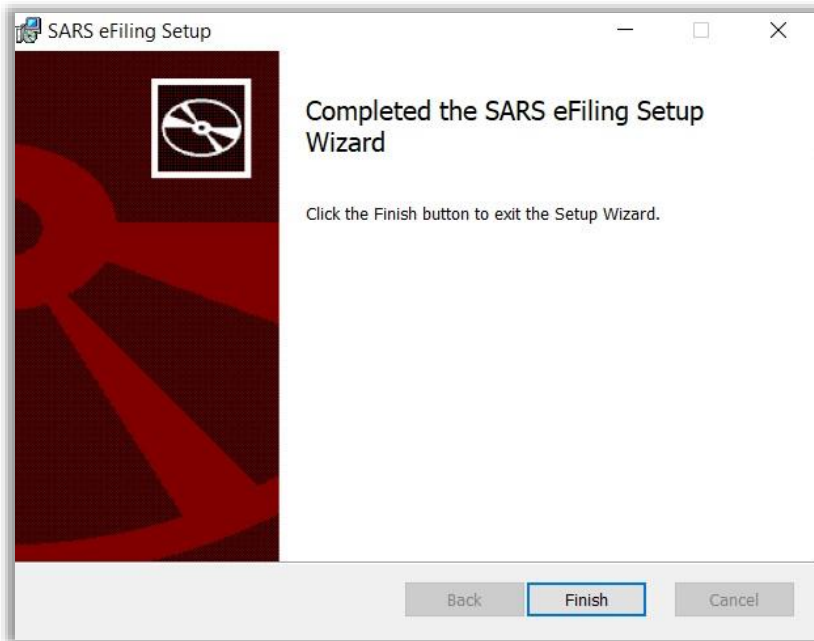 SARS eFiling Setup
Completed the SARS eFiling Setup
Wizard
Click the Finish button to exit the Setup Wizard.
Back Finish Cancel